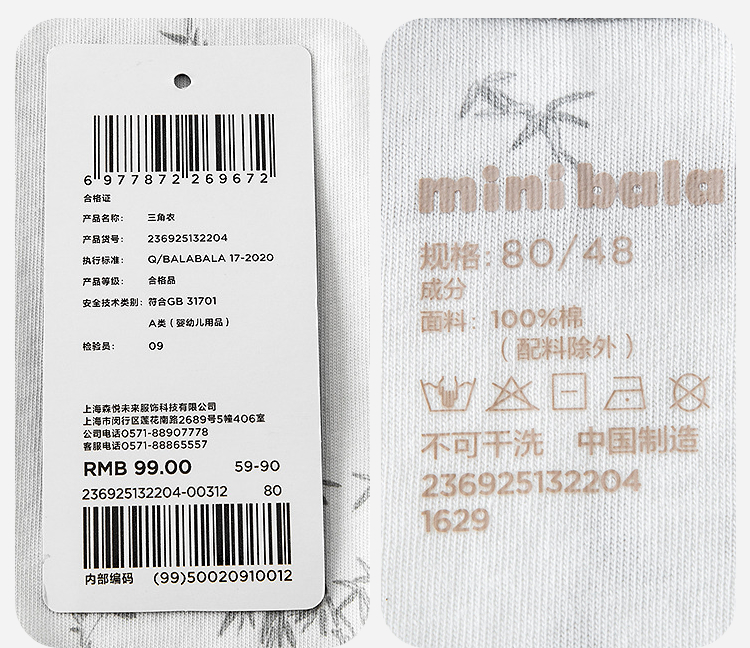 6 977872 269672
合格证
产品名称： 三角衣
产品货号： 236925132204
执行标准： Q/BALABALA 17-2020
产品等级： 合格品
安全技术类别：符合GB 31701
A类（婴幼儿用品）
检验员： 09
上海森悦未来服饰科技有限公司
上海市闵行区莲花南路2689号5幢406室
公司电话0571-88907778
客服电话0571-88865557
RMB 99.00 59-90
236925132204-00312 80
内部编码 (99)50020910012
mini bala
规格：80/48
成分
面料：100%棉
（配料除外）
不可干洗 中国制造
236925132204
1629